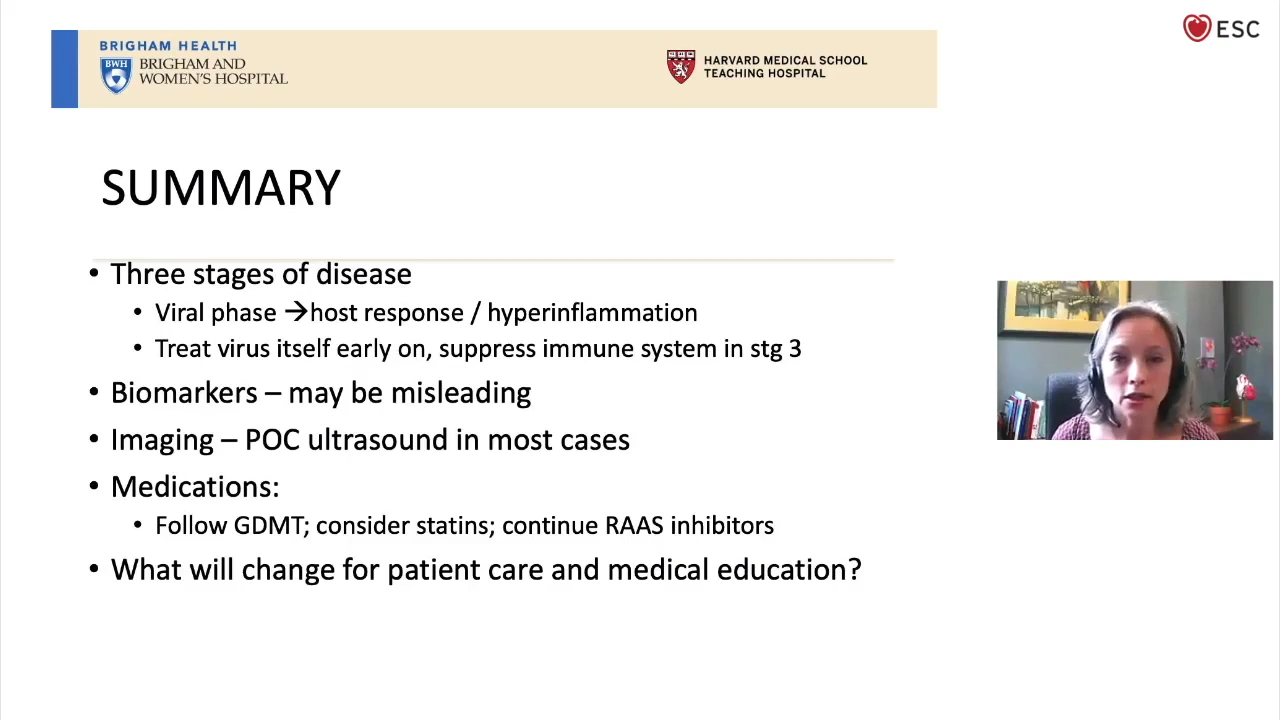 ESC
BRIGHAM HEALTH
BWH
BRIGHAM AND
WOMEN'S HOSPITAL
HARVARD MEDICAL SCHOOL
TEACHING HOSPITAL
SUMMARY
• Three stages of disease
• Viral phase →host response / hyperinflammation
• Treat virus itself early on, suppress immune system in stg 3
• Biomarkers – may be misleading
• Imaging – POC ultrasound in most cases
• Medications:
• Follow GDMT; consider statins; continue RAAS inhibitors
• What will change for patient care and medical education?